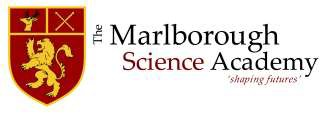 The Marlborough
Science Academy
'shaping futures'